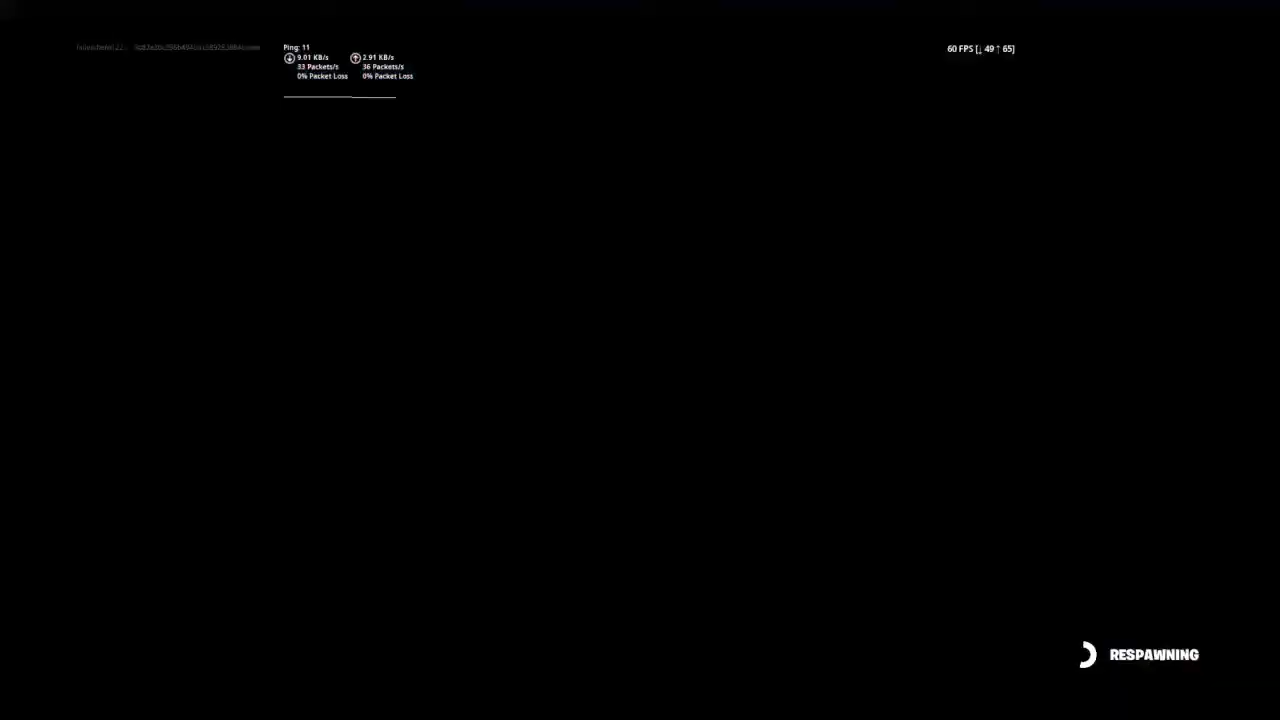 Ping: 11
9.01 KB/s 2.91 KB/s
33 Packets/s 36 Packets/s
0% Packet Loss 0% Packet Loss
60 FPS [↓ 49 ↑ 65]
RESPAWNING